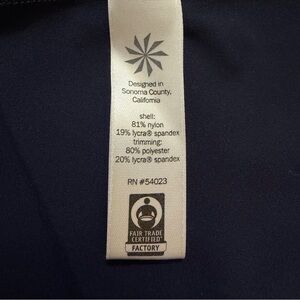 Designed in
Sonoma County,
California
shell:
81% nylon
19% lycra® spandex
trimming:
80% polyester
20% lycra® spandex
RN #54023
FAIR TRADE
CERTIFIED™
FACTORY